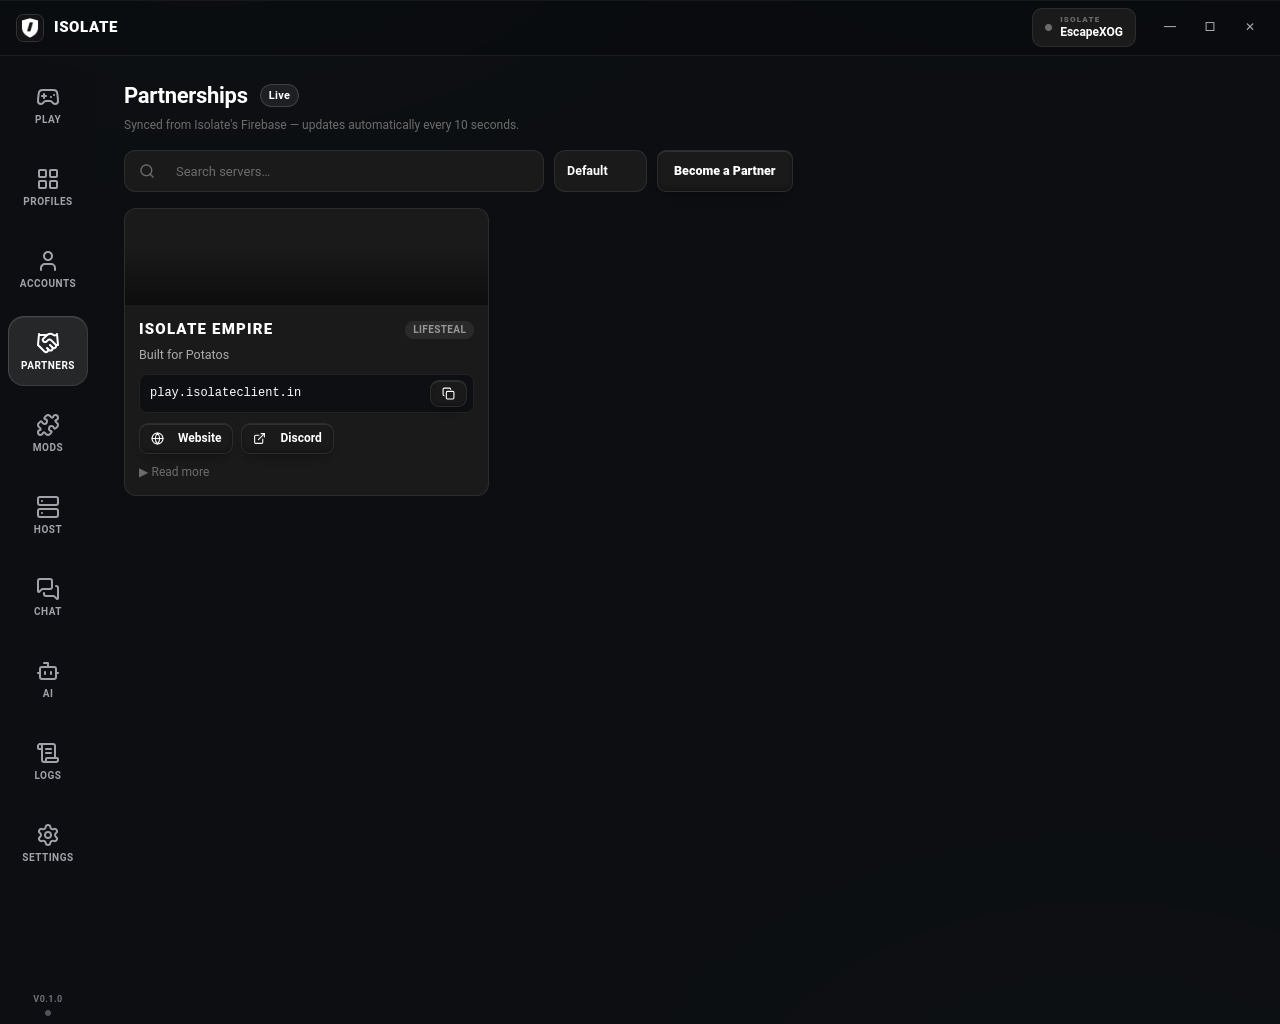 ISOLATE
ISOLATE
EscapeXOG
PLAY
PROFILES
ACCOUNTS
PARTNERS
MODS
HOST
CHAT
AI
LOGS
SETTINGS
V0.1.0
Partnerships
Live
Synced from Isolate's Firebase — updates automatically every 10 seconds.
Search servers...
Default
Become a Partner
ISOLATE EMPIRE
LIFESTEAL
Built for Potatos
play.isolateclient.in
Website
Discord
▶ Read more